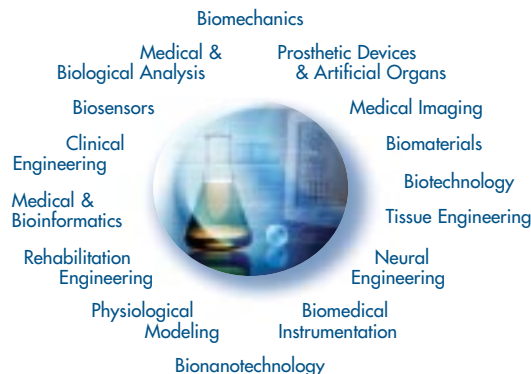 Biomechanics
Medical &
Biological Analysis
Prosthetic Devices
& Artificial Organs
Biosensors
Medical Imaging
Clinical
Engineering
Biomaterials
Biotechnology
Medical &
Bioinformatics
Tissue Engineering
Rehabilitation
Engineering
Neural
Engineering
Physiological
Modeling
Biomedical
Instrumentation
Bionanotechnology